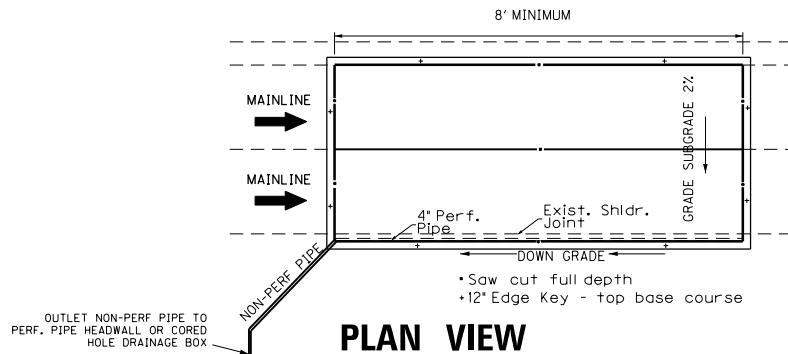 8' MINIMUM
MAINLINE
MAINLINE
GRADE SUBGRADE 2%
4" Perf.
Pipe
Exist. Shldr.
Joint
DOWN GRADE
NON-PERF PIPE
• Saw cut full depth
+12" Edge Key - top base course
OUTLET NON-PERF PIPE TO
PERF. PIPE HEADWALL OR CORED
HOLE DRAINAGE BOX
PLAN VIEW